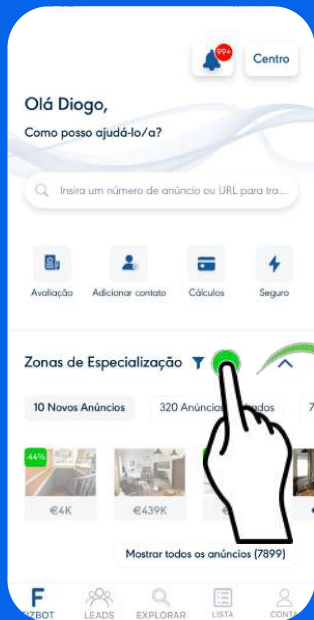 99+
Centro
Olá Diogo,
Como posso ajudá-lo/a?
Insira um número de anúncio ou URL para tra...
Avaliação
Adicionar contato
Cálculos
Seguro
Zonas de Especialização
10 Novos Anúncios
320 Anúncios
7
-44%
€4K
€439K
€
Mostrar todos os anúncios (7899)
F
FIZBOT
LEADS
EXPLORAR
LISTA
CONTA